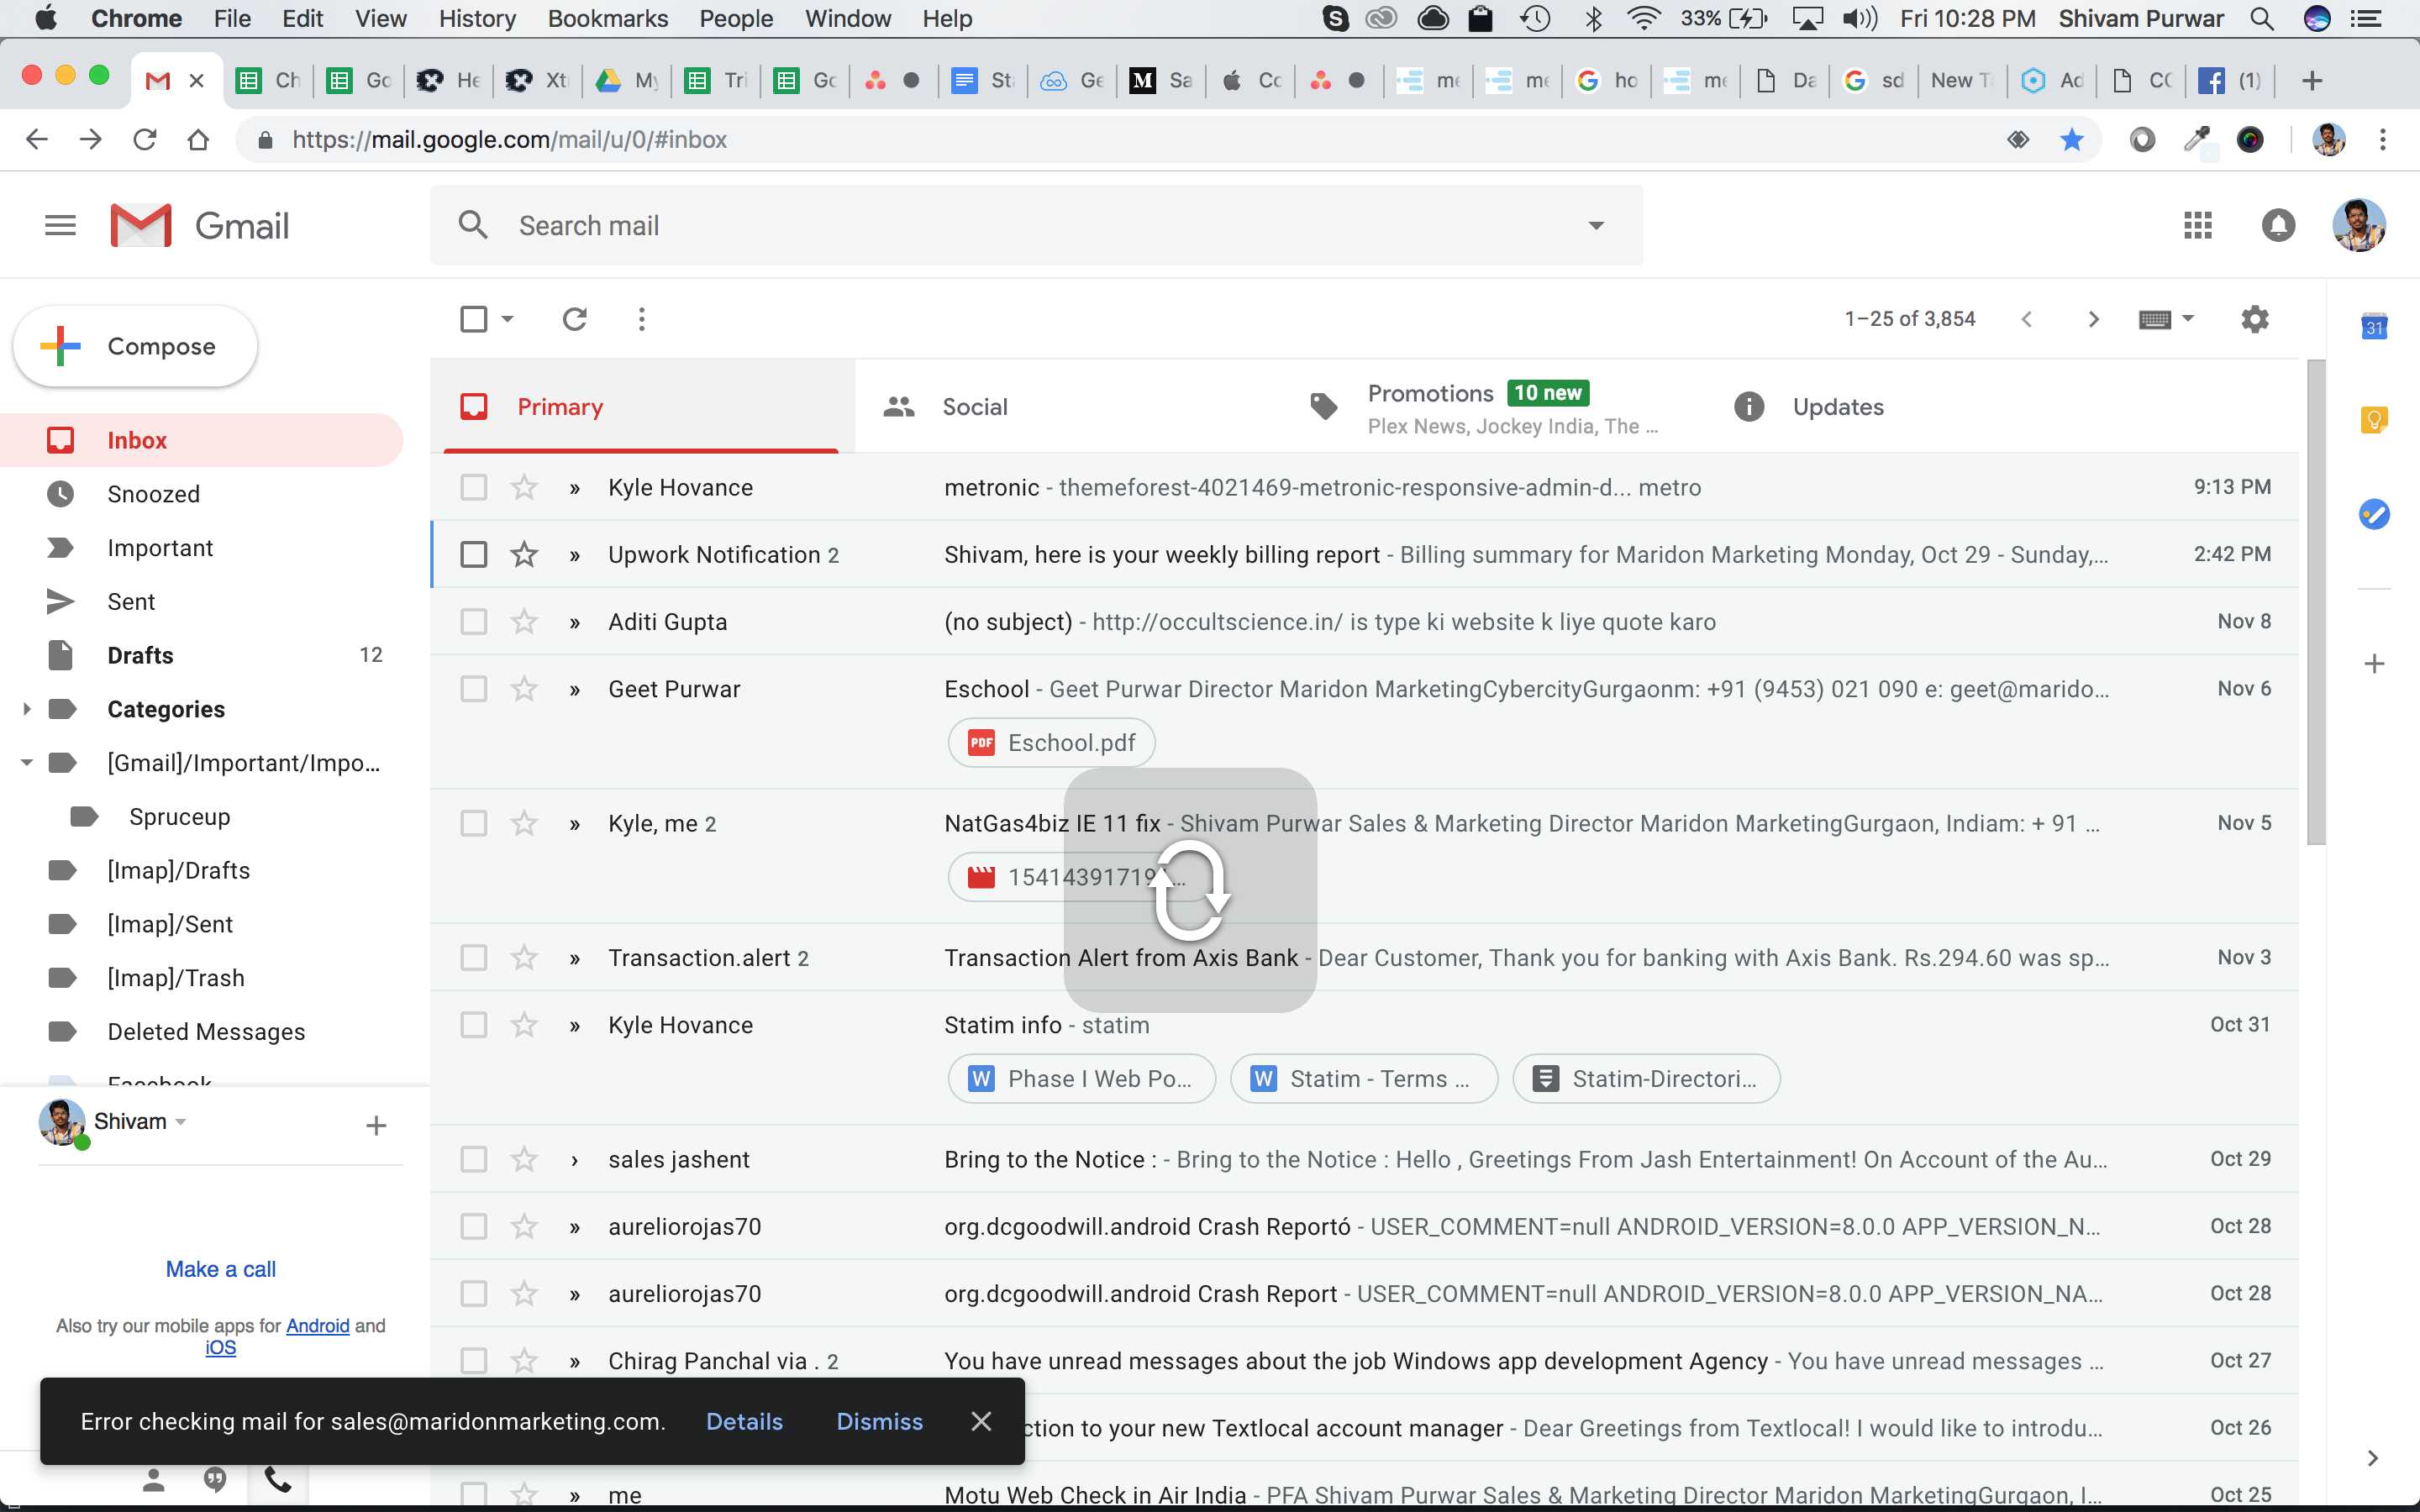 Chrome File Edit View History Bookmarks People Window Help 33% Fri 10:28 PM Shivam Purwar
Ch Go He Xt My Tri Go St Ge M Sa Co me me ho me Da sd New T Ad CC (1)
https://mail.google.com/mail/u/0/#inbox
Gmail
Search mail
Compose
1–25 of 3,854
31
Primary
Social
Promotions 10 new
Plex News, Jockey India, The ...
Updates
Inbox
Snoozed
Important
Sent
Drafts 12
Categories
[Gmail]/Important/Impo...
Spruceup
[Imap]/Drafts
[Imap]/Sent
[Imap]/Trash
Deleted Messages
Facebook
Shivam
Make a call
Also try our mobile apps for Android and
iOS
Kyle Hovance metronic - themeforest-4021469-metronic-responsive-admin-d... metro 9:13 PM
Upwork Notification 2 Shivam, here is your weekly billing report - Billing summary for Maridon Marketing Monday, Oct 29 - Sunday,... 2:42 PM
Aditi Gupta (no subject) - http://occultscience.in/ is type ki website k liye quote karo Nov 8
Geet Purwar Eschool - Geet Purwar Director Maridon MarketingCybercityGurgaonm: +91 (9453) 021 090 e: geet@marido... Nov 6
PDF Eschool.pdf
Kyle, me 2 NatGas4biz IE 11 fix - Shivam Purwar Sales & Marketing Director Maridon MarketingGurgaon, Indiam: + 91 ... Nov 5
Transaction.alert 2 Transaction Alert from Axis Bank - Dear Customer, Thank you for banking with Axis Bank. Rs.294.60 was sp... Nov 3
Kyle Hovance Statim info - statim Oct 31
W Phase I Web Po... W Statim - Terms ... Statim-Directori...
sales jashent Bring to the Notice : - Bring to the Notice : Hello , Greetings From Jash Entertainment! On Account of the Au... Oct 29
aureliorojas70 org.dcgoodwill.android Crash Reportó - USER_COMMENT=null ANDROID_VERSION=8.0.0 APP_VERSION_N... Oct 28
aureliorojas70 org.dcgoodwill.android Crash Report - USER_COMMENT=null ANDROID_VERSION=8.0.0 APP_VERSION_NA... Oct 28
Chirag Panchal via . 2 You have unread messages about the job Windows app development Agency - You have unread messages ... Oct 27
ction to your new Textlocal account manager - Dear Greetings from Textlocal! I would like to introdu... Oct 26
me Motu Web Check in Air India - PFA Shivam Purwar Sales & Marketing Director Maridon MarketingGurgaon, I... Oct 25
Error checking mail for sales@maridonmarketing.com. Details Dismiss